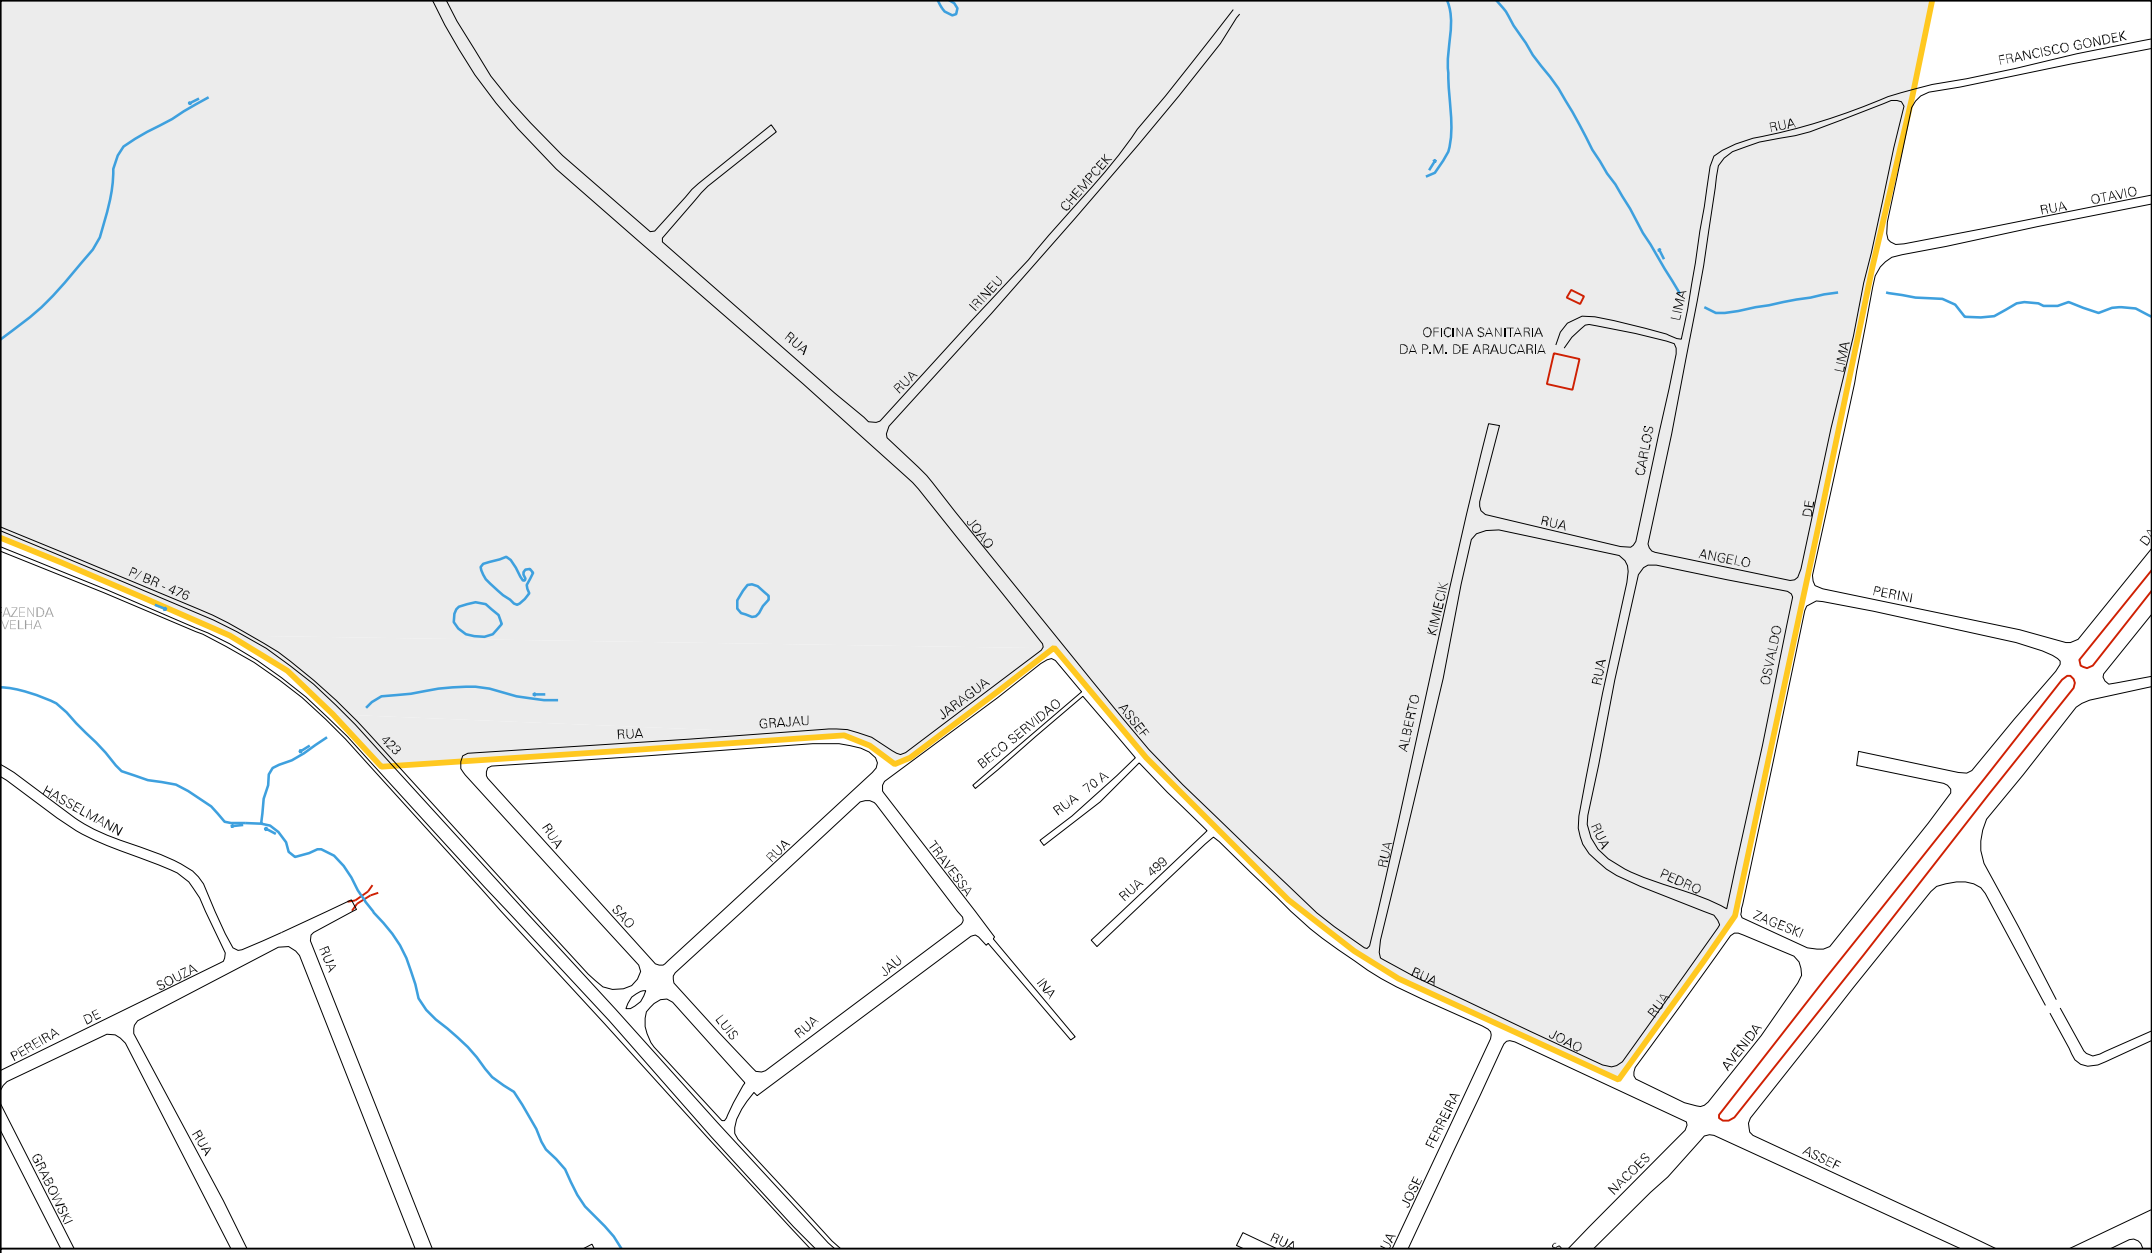 FRANCISCO GONDEK
RUA
RUA OTAVIO
CHEMPCEK
IRINEU
RUA
RUA
LIMA
OFICINA SANITARIA
DA P.M. DE ARAUCARIA
LIMA
CARLOS
DE
RUA
ANGELO
JOAO
P/ BR - 476
AZENDA
VELHA
PERINI
KIMIECIK
OSVALDO
RUA
ALBERTO
JARAGUA
GRAJAU
RUA
BECO SERVIDAO
ASSEF
423
RUA 70 A
HASSELMANN
RUA
RUA
TRAVESSA
RUA
RUA
RUA 499
PEDRO
ZAGESKI
SAO
RUA
JAU
INA
RUA
RUA
SOUZA
DE
PEREIRA
LUIS
RUA
JOAO
AVENIDA
FERREIRA
RUA
GRABOWSKI
JOSE
NACOES
ASSEF
RUA